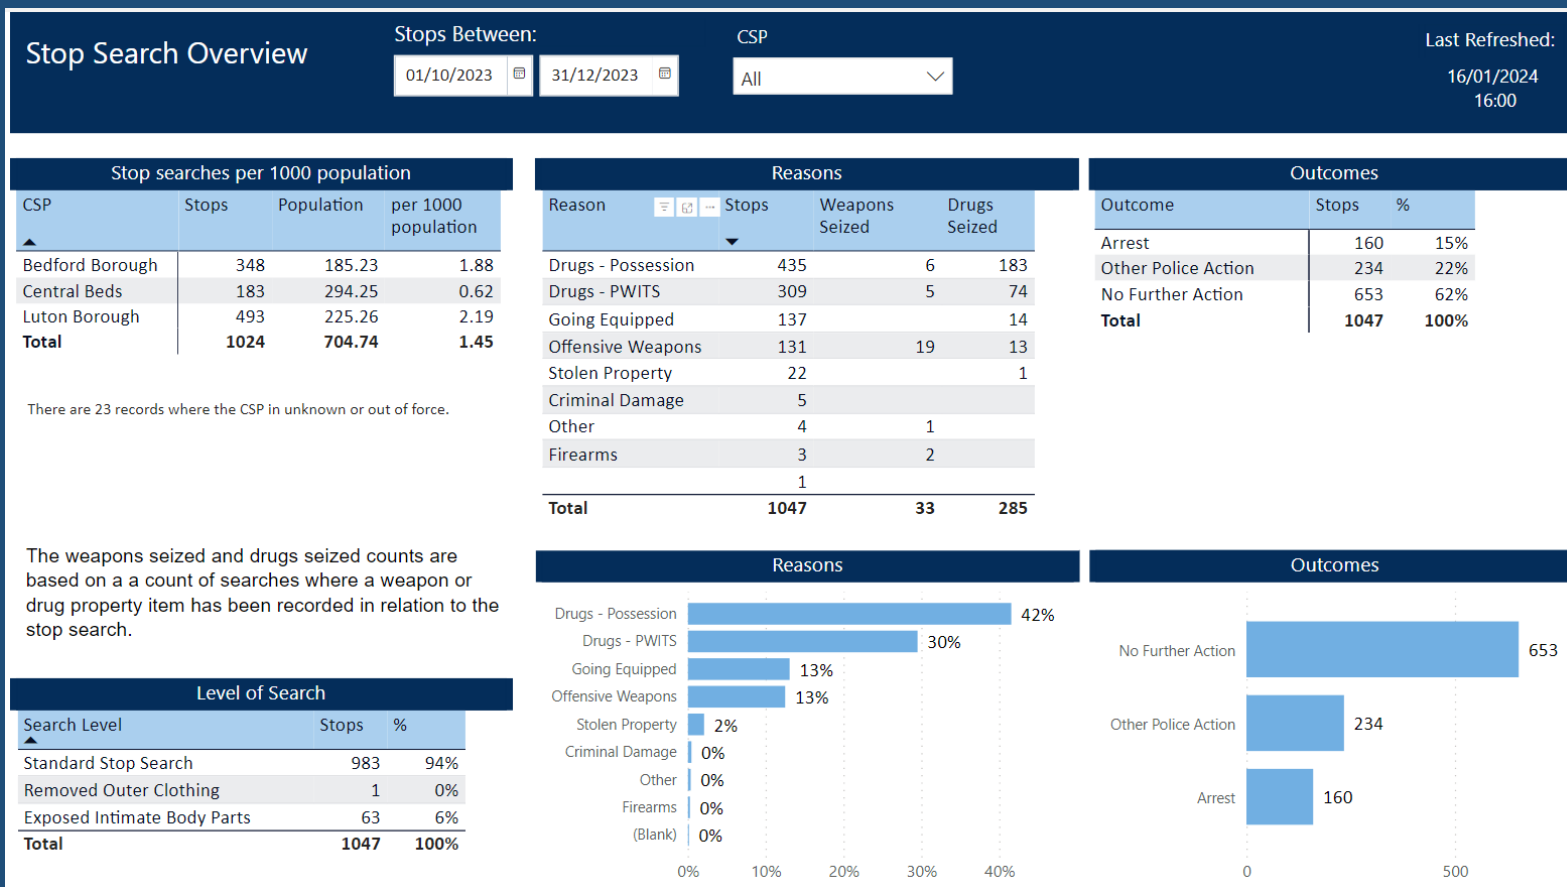 Stop Search Overview
Stops Between:
01/10/2023
31/12/2023
CSP
All
Last Refreshed:
16/01/2024
16:00
Stop searches per 1000 population
CSP Stops Population per 1000 population
Bedford Borough 348 185.23 1.88
Central Beds 183 294.25 0.62
Luton Borough 493 225.26 2.19
Total 1024 704.74 1.45
There are 23 records where the CSP in unknown or out of force.
The weapons seized and drugs seized counts are
based on a a count of searches where a weapon or
drug property item has been recorded in relation to the
stop search.
Level of Search
Search Level Stops %
Standard Stop Search 983 94%
Removed Outer Clothing 1 0%
Exposed Intimate Body Parts 63 6%
Total 1047 100%
Reasons
Reason Stops Weapons Seized Drugs Seized
Drugs - Possession 435 6 183
Drugs - PWITS 309 5 74
Going Equipped 137 14
Offensive Weapons 131 19 13
Stolen Property 22 1
Criminal Damage 5
Other 4 1
Firearms 3 2
1
Total 1047 33 285
Reasons
Drugs - Possession 42%
Drugs - PWITS 30%
Going Equipped 13%
Offensive Weapons 13%
Stolen Property 2%
Criminal Damage 0%
Other 0%
Firearms 0%
(Blank) 0%
0% 10% 20% 30% 40%
Outcomes
Outcome Stops %
Arrest 160 15%
Other Police Action 234 22%
No Further Action 653 62%
Total 1047 100%
Outcomes
No Further Action 653
Other Police Action 234
Arrest 160
0 500